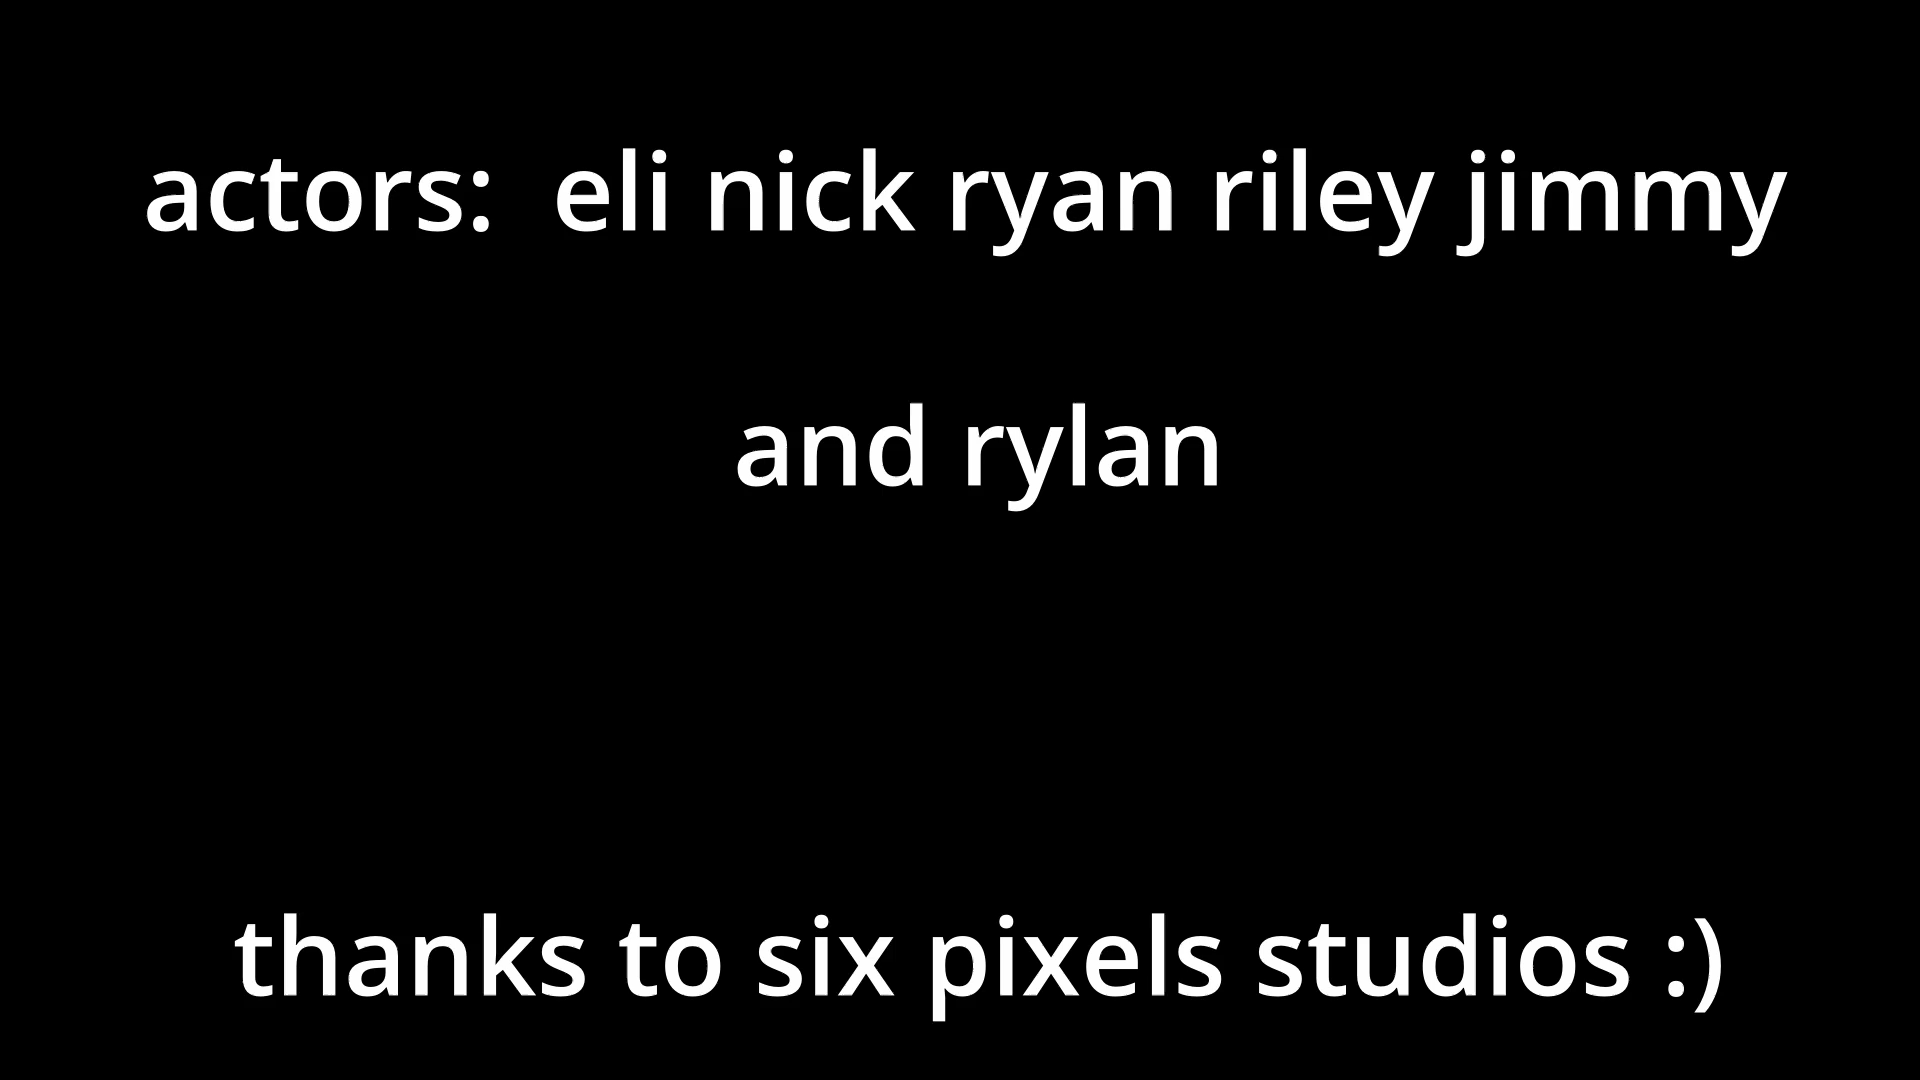 actors:  eli nick ryan riley jimmy
and rylan
thanks to six pixels studios :)